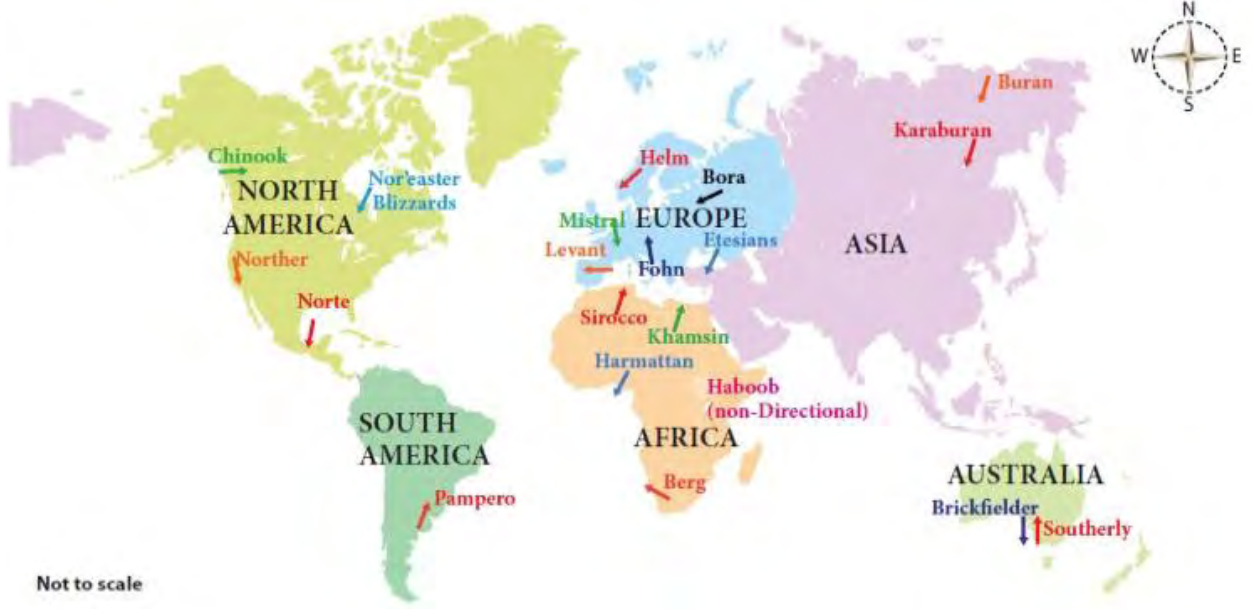 N
W E
S
Buran
Karaburan
Chinook
Helm
Nor'easter
Blizzards
Bora
NORTH
AMERICA
Mistral
EUROPE
Etesians
ASIA
Levant
Norther
Fohn
Norte
Sirocco
Khamsin
Harmattan
Haboob
(non-Directional)
SOUTH
AMERICA
AFRICA
Pampero
Berg
AUSTRALIA
Brickfielder
Southerly
Not to scale